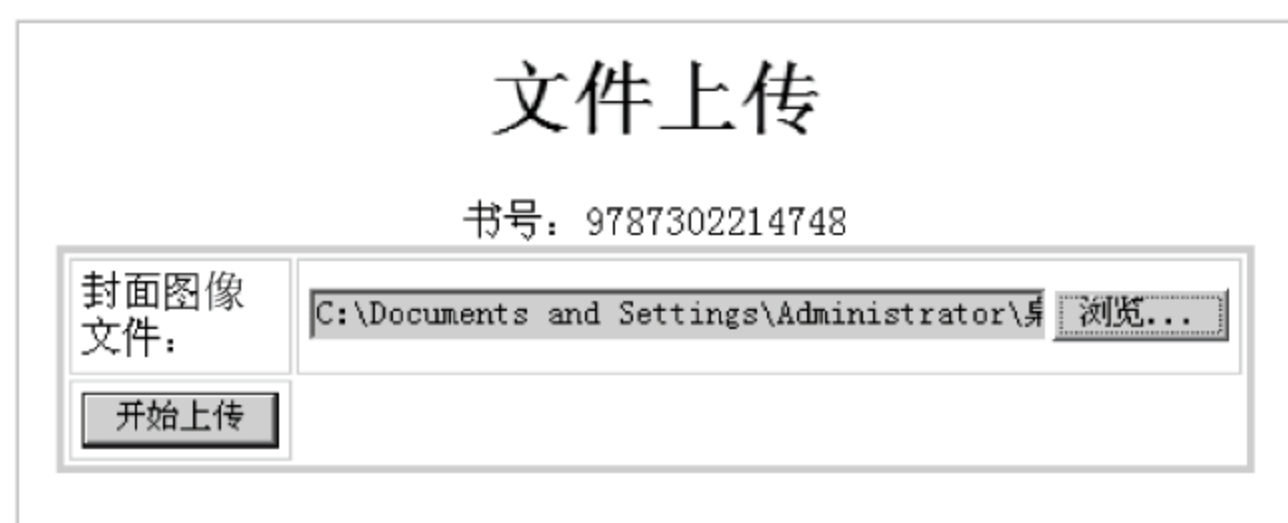 文件上传
书号：9787302214748
封面图像
文件：
C:\Documents and Settings\Administrator\
浏览...
开始上传